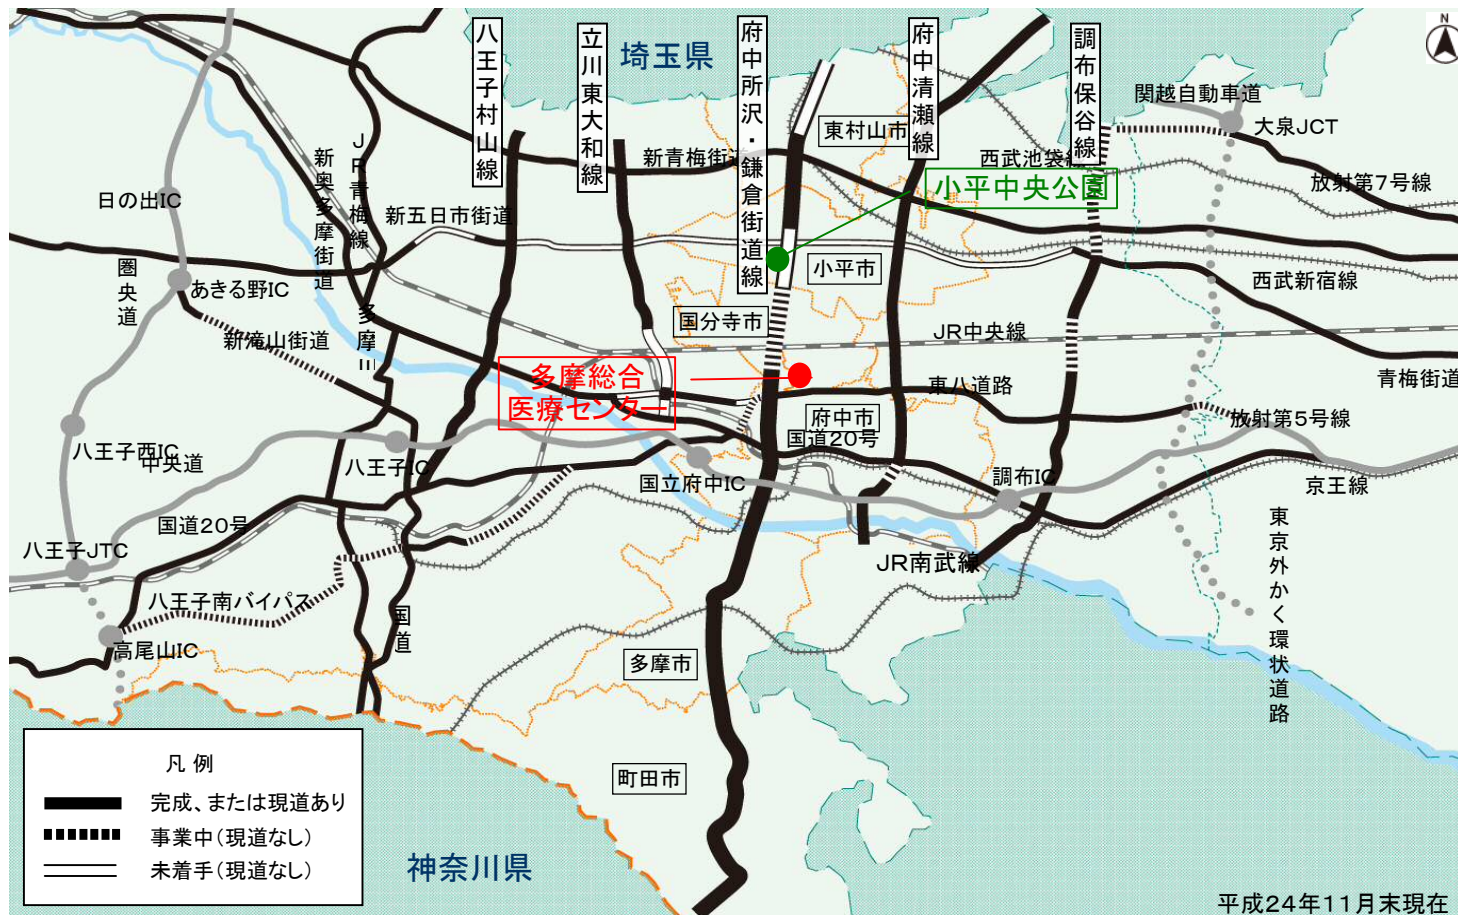 八王子村山線
立川東大和線
埼玉県
府中所沢・鎌倉街道線
府中清瀬線
調布保谷線
N
関越自動車道
大泉JCT
東村山市
新青梅街道
西武池袋線
放射第7号線
小平中央公園
JR青梅線
新奥多摩街道
日の出IC
新五日市街道
圏央道
あきる野IC
小平市
西武新宿線
多摩川
国分寺市
JR中央線
新滝山街道
多摩総合
医療センター
東八道路
青梅街道
府中市
放射第5号線
国道20号
八王子西IC
中央道
八王子IC
国立府中IC
調布IC
京王線
国道20号
八王子JTC
JR南武線
東京外かく環状道路
八王子南バイパス
国道
高尾山IC
多摩市
町田市
凡 例
完成、または現道あり
事業中（現道なし）
未着手（現道なし）
神奈川県
平成24年11月末現在